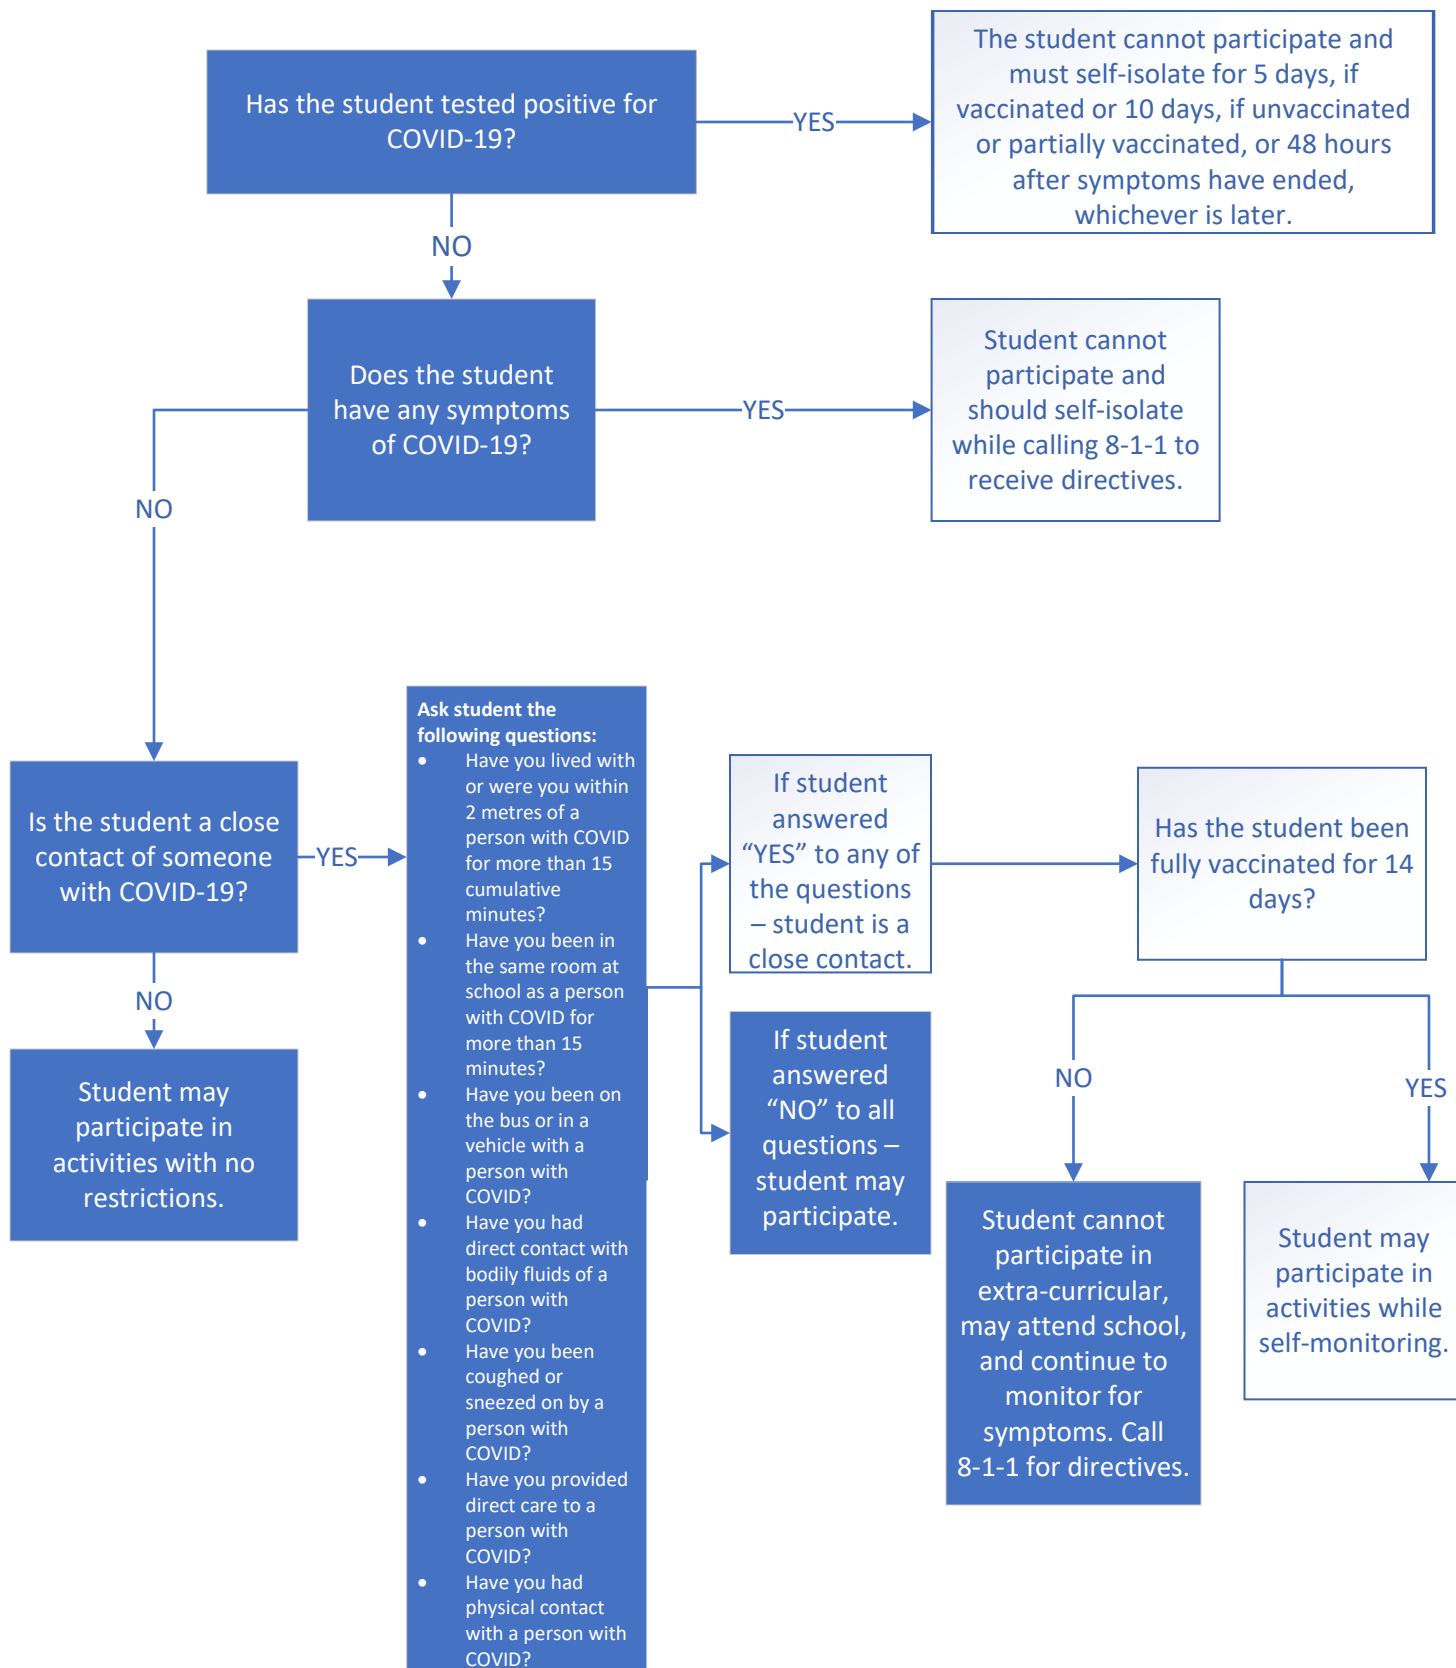 Has the student tested positive for
COVID-19?
YES
The student cannot participate and
must self-isolate for 5 days, if
vaccinated or 10 days, if unvaccinated
or partially vaccinated, or 48 hours
after symptoms have ended,
whichever is later.
NO
Does the student
have any symptoms
of COVID-19?
YES
Student cannot
participate and
should self-isolate
while calling 8-1-1 to
receive directives.
NO
Is the student a close
contact of someone
with COVID-19?
YES
NO
Student may
participate in
activities with no
restrictions.
Ask student the
following questions:
• Have you lived with
or were you within
2 metres of a
person with COVID
for more than 15
cumulative
minutes?
• Have you been in
the same room at
school as a person
with COVID for
more than 15
minutes?
• Have you been on
the bus or in a
vehicle with a
person with
COVID?
• Have you had
direct contact with
bodily fluids of a
person with
COVID?
• Have you been
coughed or
sneezed on by a
person with
COVID?
• Have you provided
direct care to a
person with
COVID?
• Have you had
physical contact
with a person with
COVID?
If student
answered
“YES” to any of
the questions
– student is a
close contact.
If student
answered
“NO” to all
questions –
student may
participate.
Has the student been
fully vaccinated for 14
days?
NO
YES
Student cannot
participate in
extra-curricular,
may attend school,
and continue to
monitor for
symptoms. Call
8-1-1 for directives.
Student may
participate in
activities while
self-monitoring.